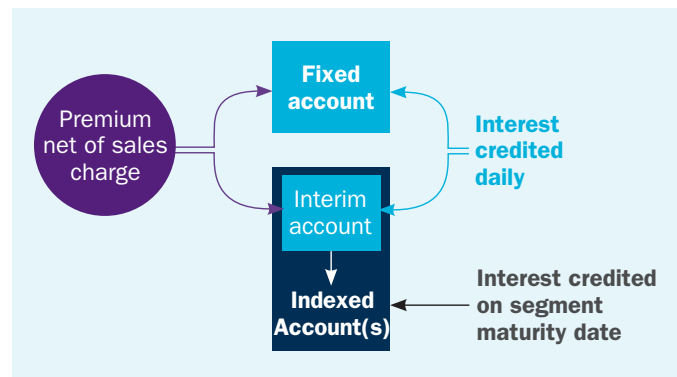 Premium
net of sales
charge
Fixed
account
Interest
credited
daily
Interim
account
Indexed
Account(s)
Interest credited
on segment
maturity date